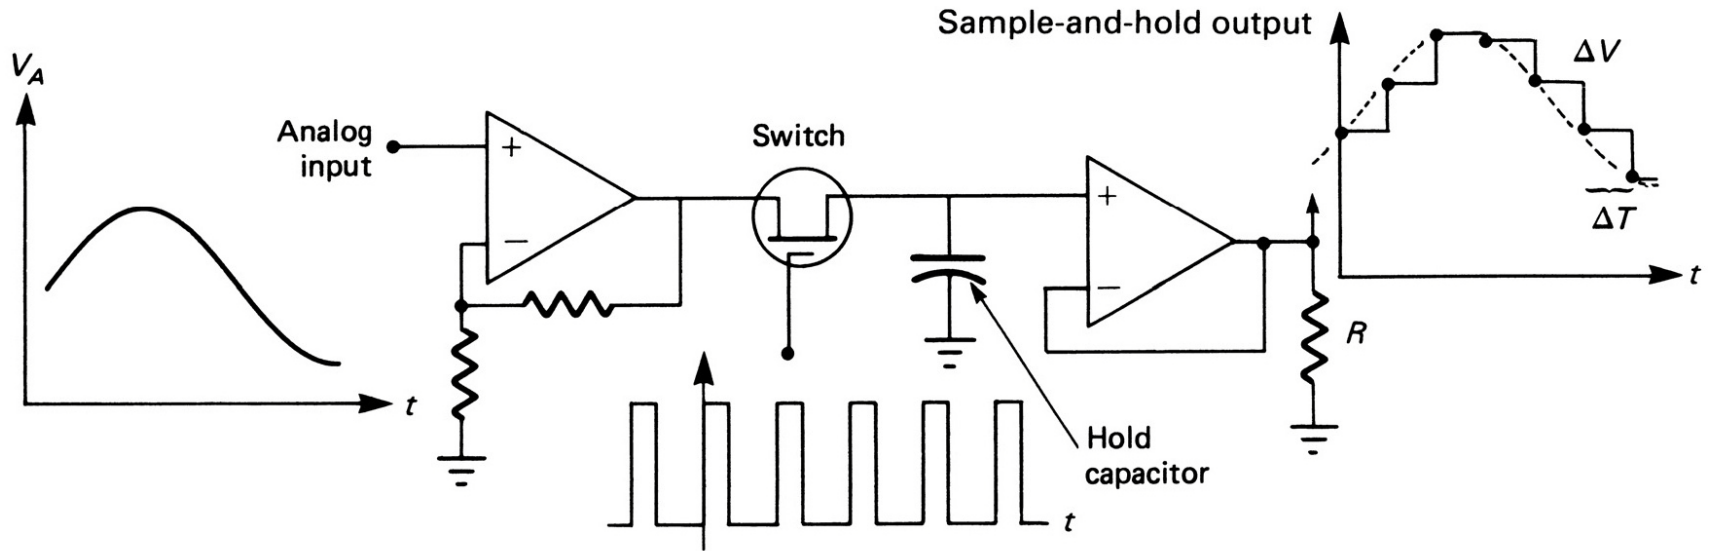 Sample-and-hold output
V_A
ΔV
Analog
input
+
−
Switch
+
−
ΔT
t
R
t
Hold
capacitor
t